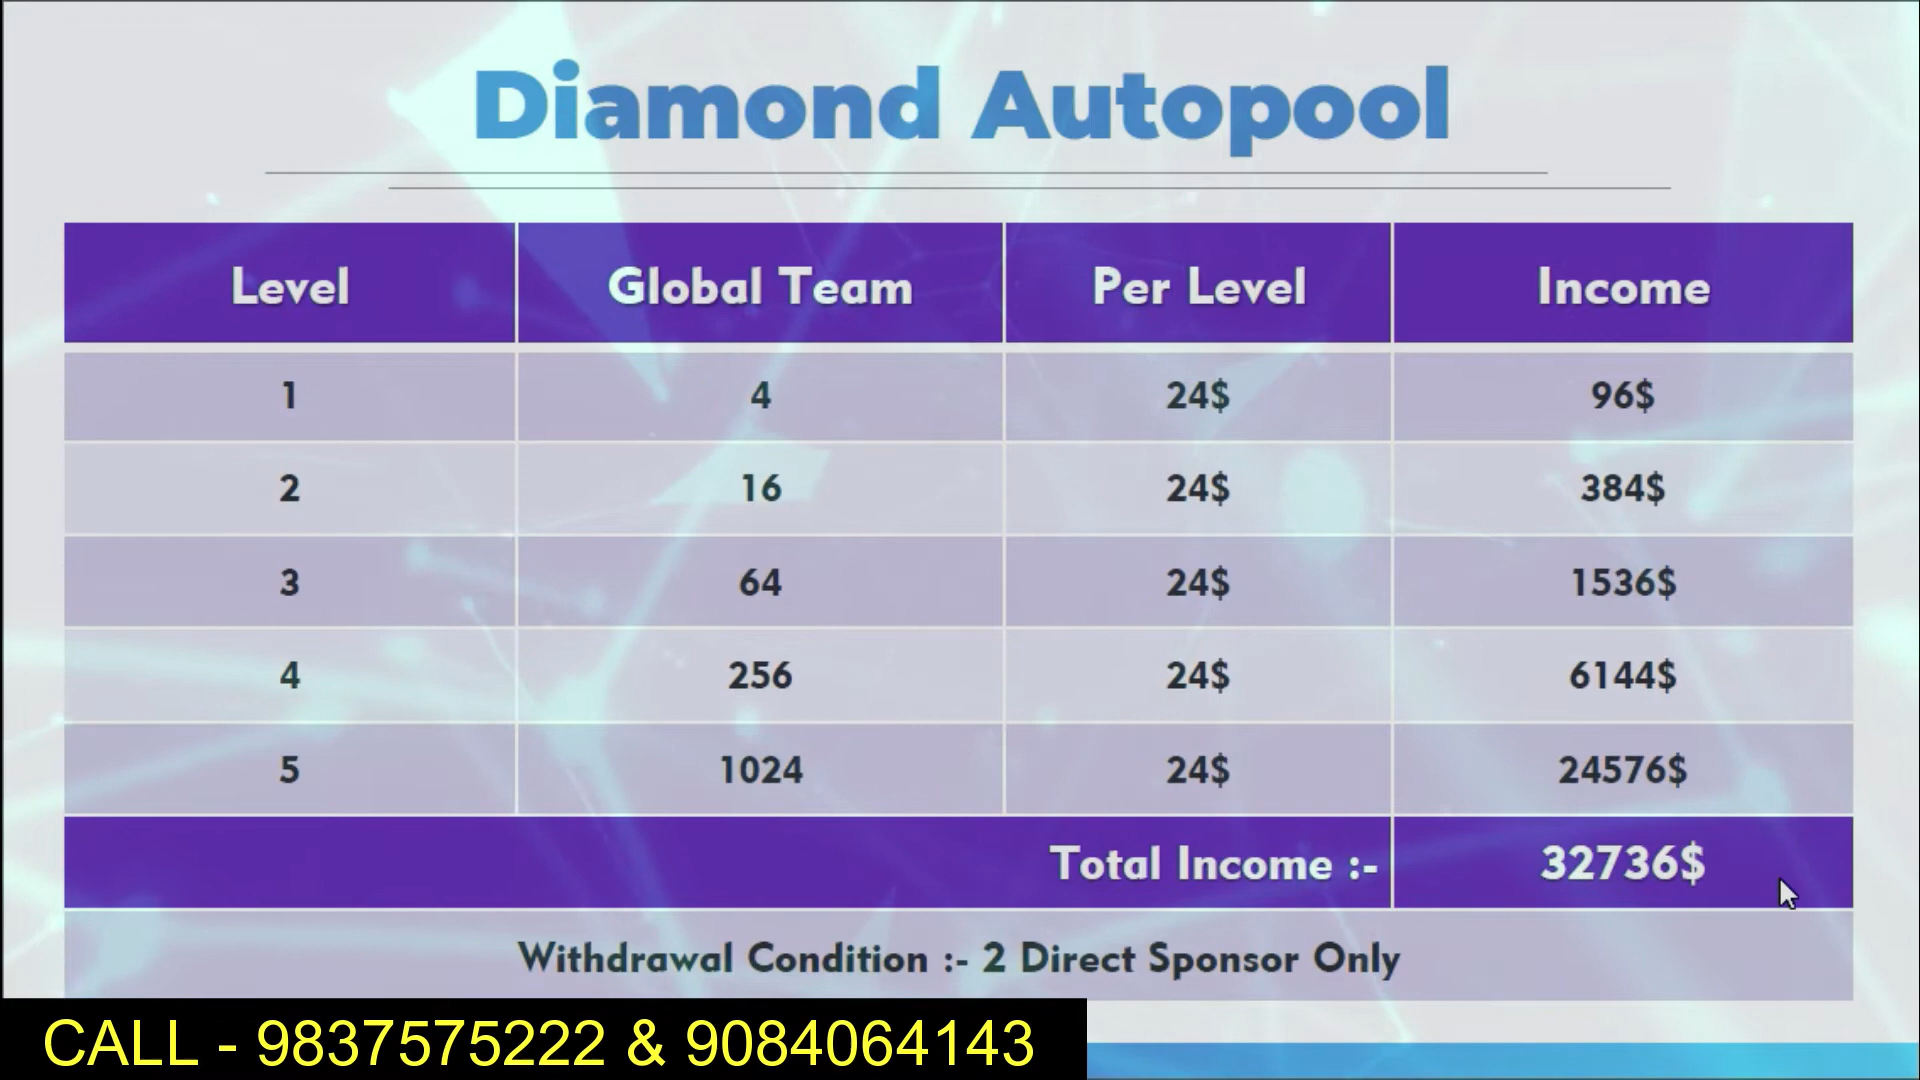 Diamond Autopool
Level Global Team Per Level Income
1 4 24$ 96$
2 16 24$ 384$
3 64 24$ 1536$
4 256 24$ 6144$
5 1024 24$ 24576$
Total Income :- 32736$
Withdrawal Condition :- 2 Direct Sponsor Only
CALL - 9837575222 & 9084064143